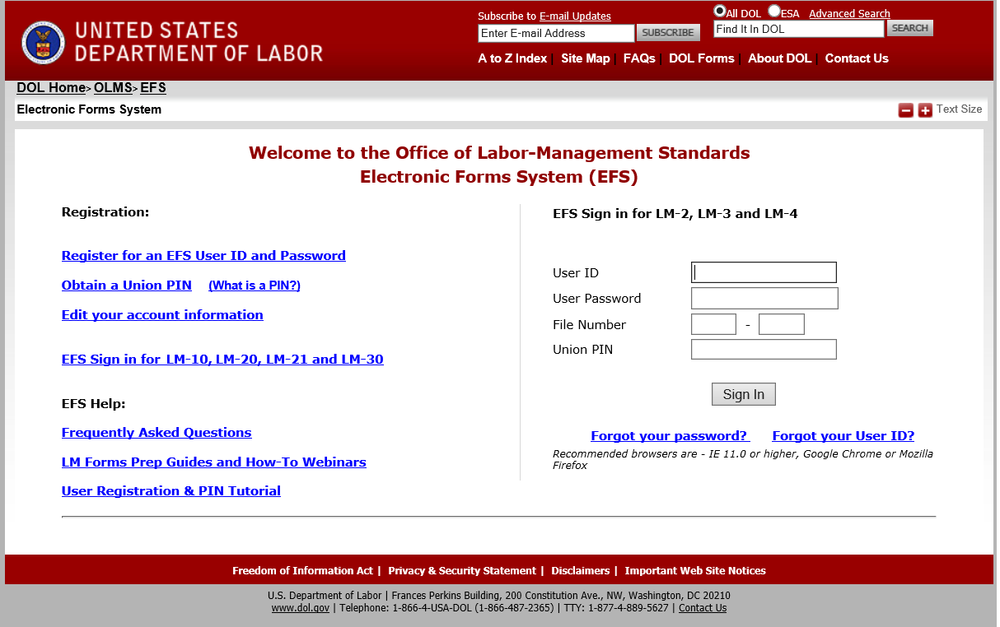 UNITED STATES
DEPARTMENT OF LABOR
Subscribe to E-mail Updates
Enter E-mail Address SUBSCRIBE
All DOL ESA Advanced Search
Find It In DOL SEARCH
A to Z Index | Site Map | FAQs | DOL Forms | About DOL | Contact Us
DOL Home> OLMS> EFS
Electronic Forms System
Text Size
Welcome to the Office of Labor-Management Standards
Electronic Forms System (EFS)
Registration:
Register for an EFS User ID and Password
Obtain a Union PIN (What is a PIN?)
Edit your account information
EFS Sign in for LM-10, LM-20, LM-21 and LM-30
EFS Help:
Frequently Asked Questions
LM Forms Prep Guides and How-To Webinars
User Registration & PIN Tutorial
EFS Sign in for LM-2, LM-3 and LM-4
User ID
User Password
File Number -
Union PIN
Sign In
Forgot your password? Forgot your User ID?
Recommended browsers are - IE 11.0 or higher, Google Chrome or Mozilla
Firefox
Freedom of Information Act | Privacy & Security Statement | Disclaimers | Important Web Site Notices
U.S. Department of Labor | Frances Perkins Building, 200 Constitution Ave., NW, Washington, DC 20210
www.dol.gov | Telephone: 1-866-4-USA-DOL (1-866-487-2365) | TTY: 1-877-4-889-5627 | Contact Us